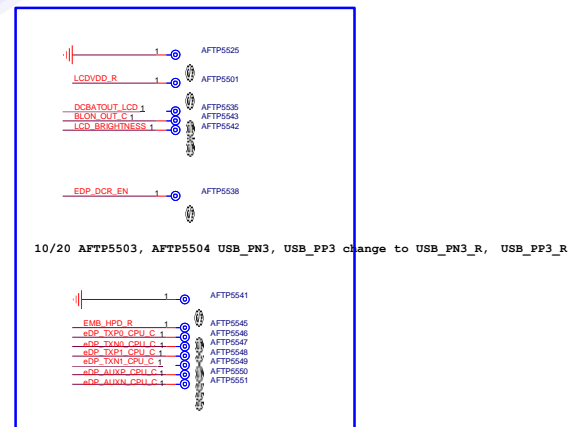 1 AFTP5525
LCDVDD_R 1 AFTP5501
DCBATOUT_LCD 1 AFTP5535
BLON_OUT_C 1 AFTP5543
LCD_BRIGHTNESS 1 AFTP5542
EDP_DCR_EN 1 AFTP5538
10/20 AFTP5503, AFTP5504 USB_PN3, USB_PP3 change to USB_PN3_R, USB_PP3_R
1 AFTP5541
EMB_HPD_R 1 AFTP5545
eDP_TXP0_CPU_C 1 AFTP5546
eDP_TXN0_CPU_C 1 AFTP5547
eDP_TXP1_CPU_C 1 AFTP5548
eDP_TXN1_CPU_C 1 AFTP5549
eDP_AUXP_CPU_C 1 AFTP5550
eDP_AUXN_CPU_C 1 AFTP5551